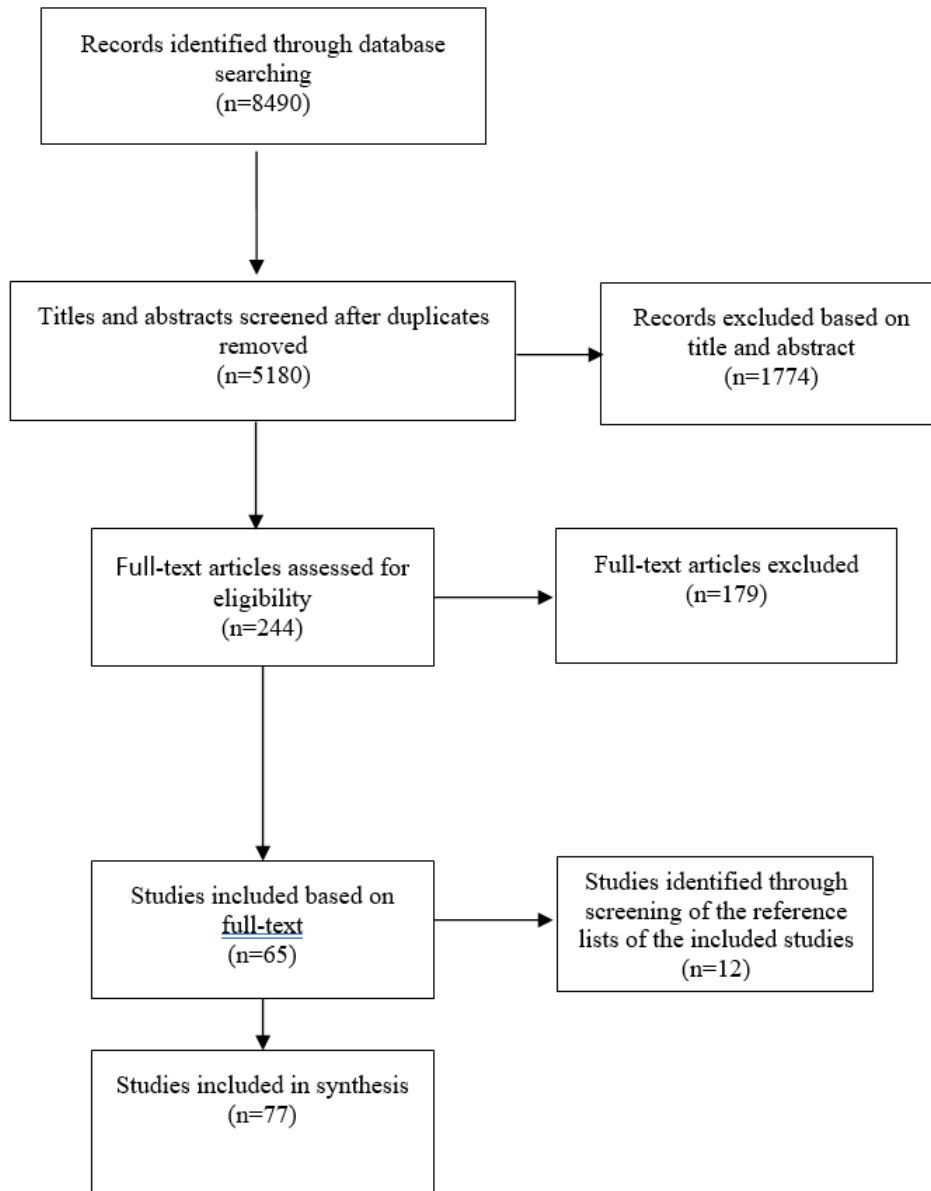 Records identified through database
searching
(n=8490)
Titles and abstracts screened after duplicates
removed
(n=5180)
Records excluded based on
title and abstract
(n=1774)
Full-text articles assessed for
eligibility
(n=244)
Full-text articles excluded
(n=179)
Studies included based on
full-text
(n=65)
Studies identified through
screening of the reference
lists of the included studies
(n=12)
Studies included in synthesis
(n=77)